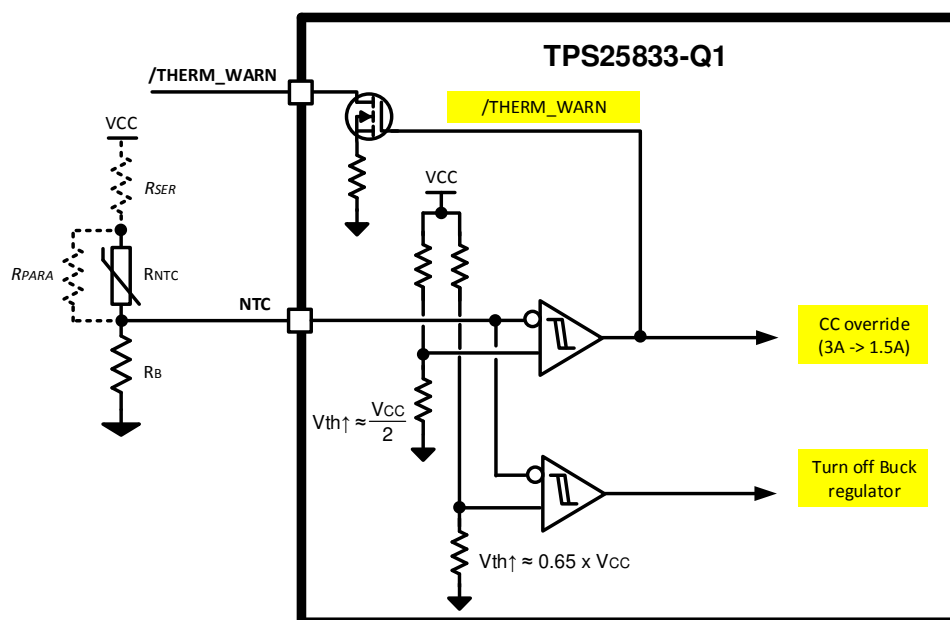 TPS25833-Q1
/THERM_WARN
/THERM_WARN
VCC
RSER
VCC
RPARA
RNTC
NTC
CC override
(3A -> 1.5A)
RB
Vth↑ ≈ VCC
2
Turn off Buck
regulator
Vth↑ ≈ 0.65 x VCC